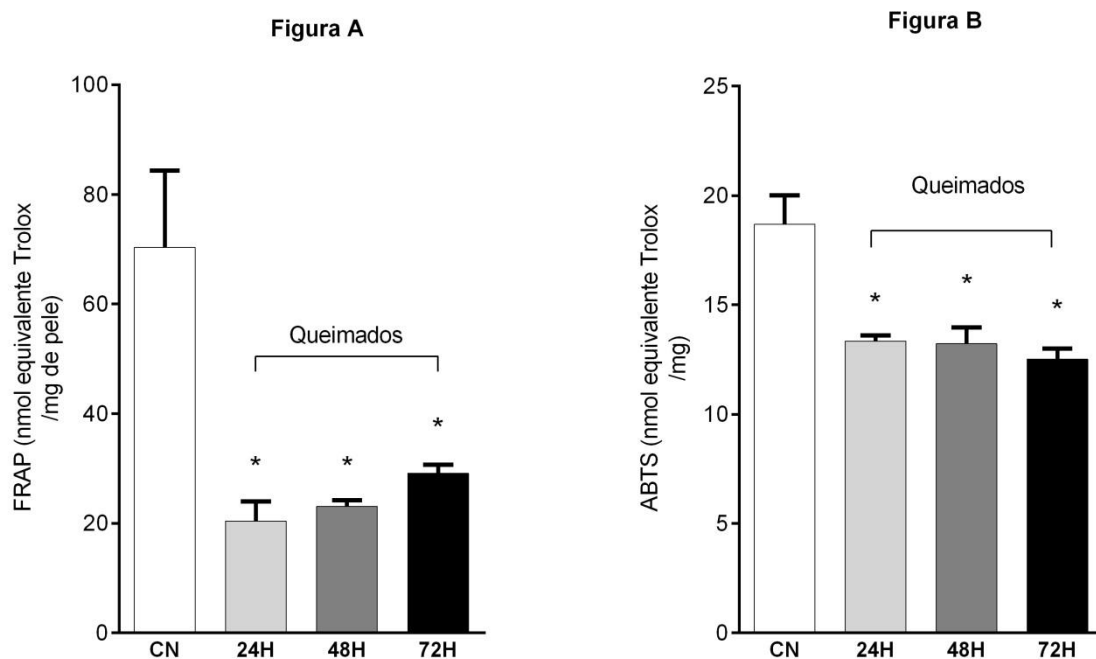 Figura A
FRAP (nmol equivalente Trolox
/mg de pele)
100
80
60
40
20
0
Queimados
*
*
*
CN
24H
48H
72H
Figura B
ABTS (nmol equivalente Trolox
/mg)
25
20
15
10
5
0
Queimados
*
*
*
CN
24H
48H
72H